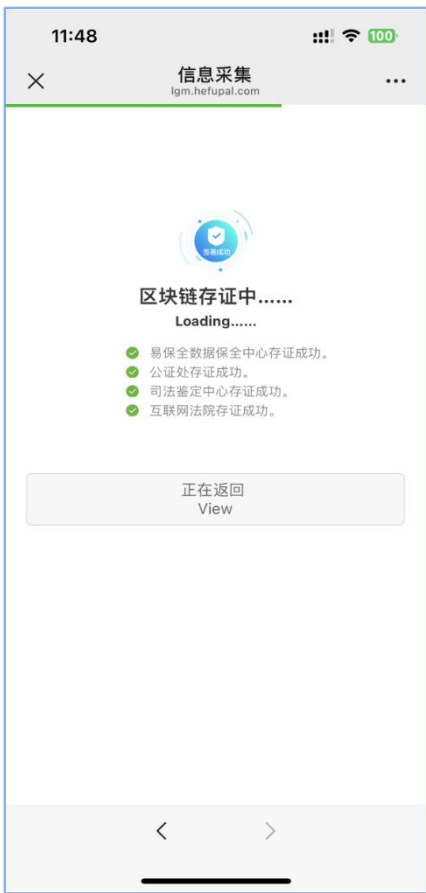 11:48
100
信息采集
lgm.hefupal.com
签署成功
区块链存证中......
Loading......
易保全数据保全中心存证成功。
公证处存证成功。
司法鉴定中心存证成功。
互联网法院存证成功。
正在返回
View